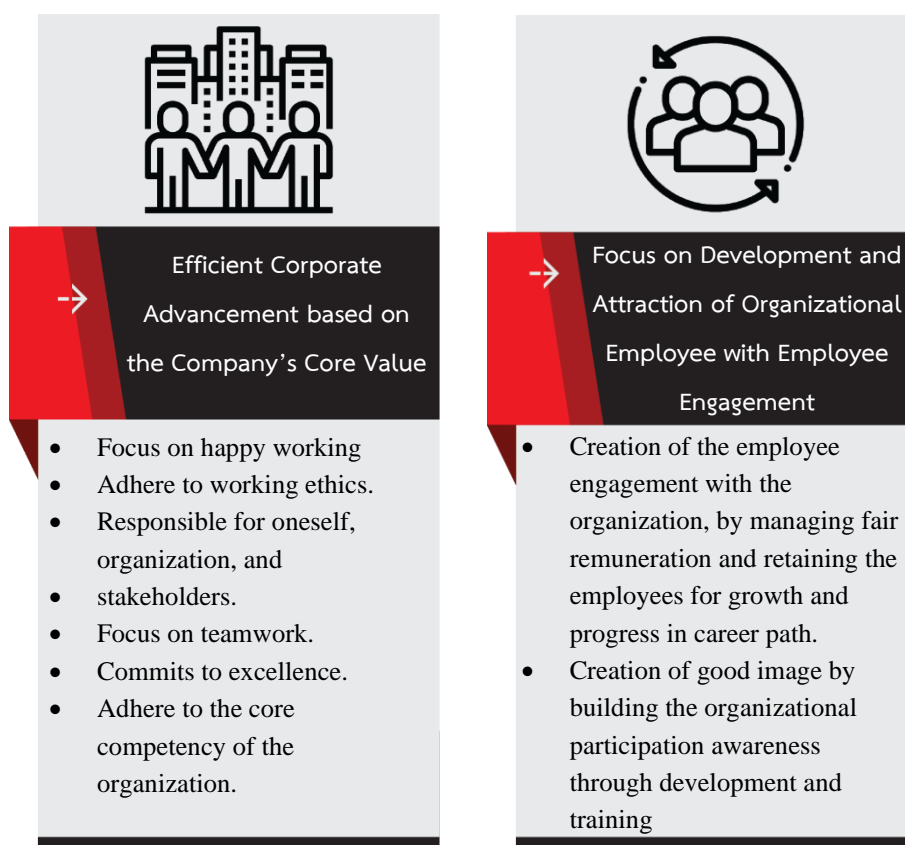 Efficient Corporate
Advancement based on
the Company's Core Value
• Focus on happy working
• Adhere to working ethics.
• Responsible for oneself,
organization, and
• stakeholders.
• Focus on teamwork.
• Commits to excellence.
• Adhere to the core
competency of the
organization.
Focus on Development and
Attraction of Organizational
Employee with Employee
Engagement
• Creation of the employee
engagement with the
organization, by managing fair
remuneration and retaining the
employees for growth and
progress in career path.
• Creation of good image by
building the organizational
participation awareness
through development and
training